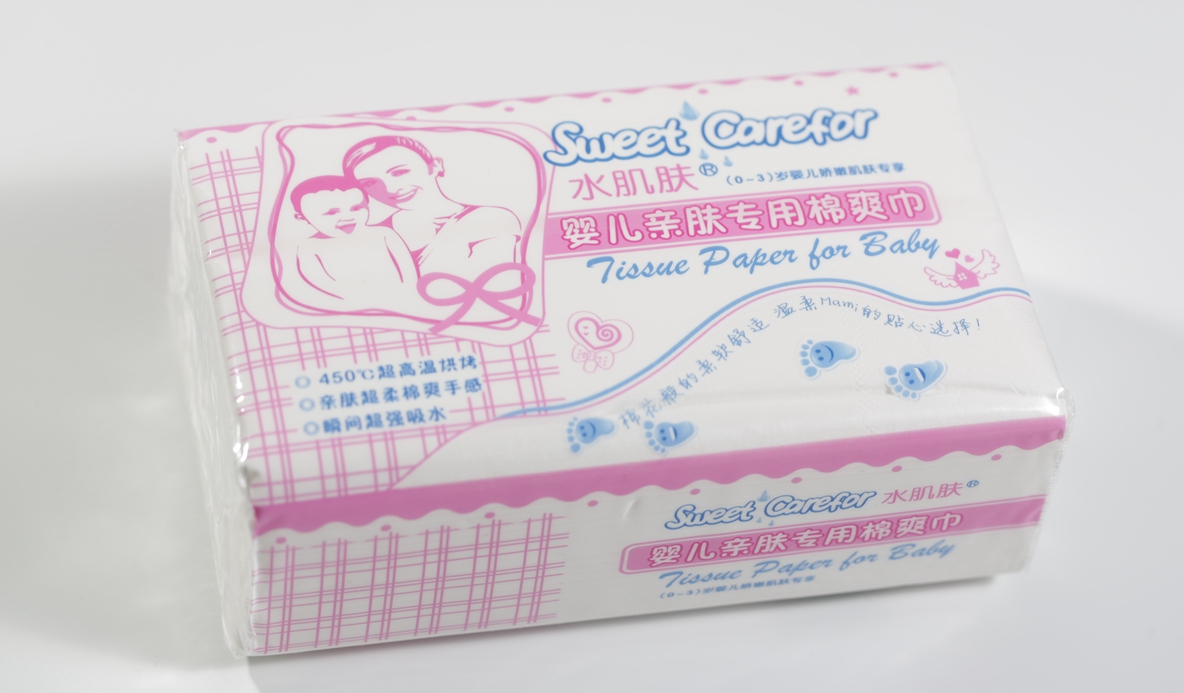 Sweet Carefor
水肌肤®
(0-3)岁婴儿娇嫩肌肤专享
婴儿亲肤专用棉爽巾
Tissue Paper for Baby
棉花般的柔软舒适 温柔Mami的贴心选择!
450℃超高温烘烤
亲肤超柔棉爽手感
瞬间超强吸水
Sweet Carefor 水肌肤®
婴儿亲肤专用棉爽巾
Tissue Paper for Baby
(0-3)岁婴儿娇嫩肌肤专享